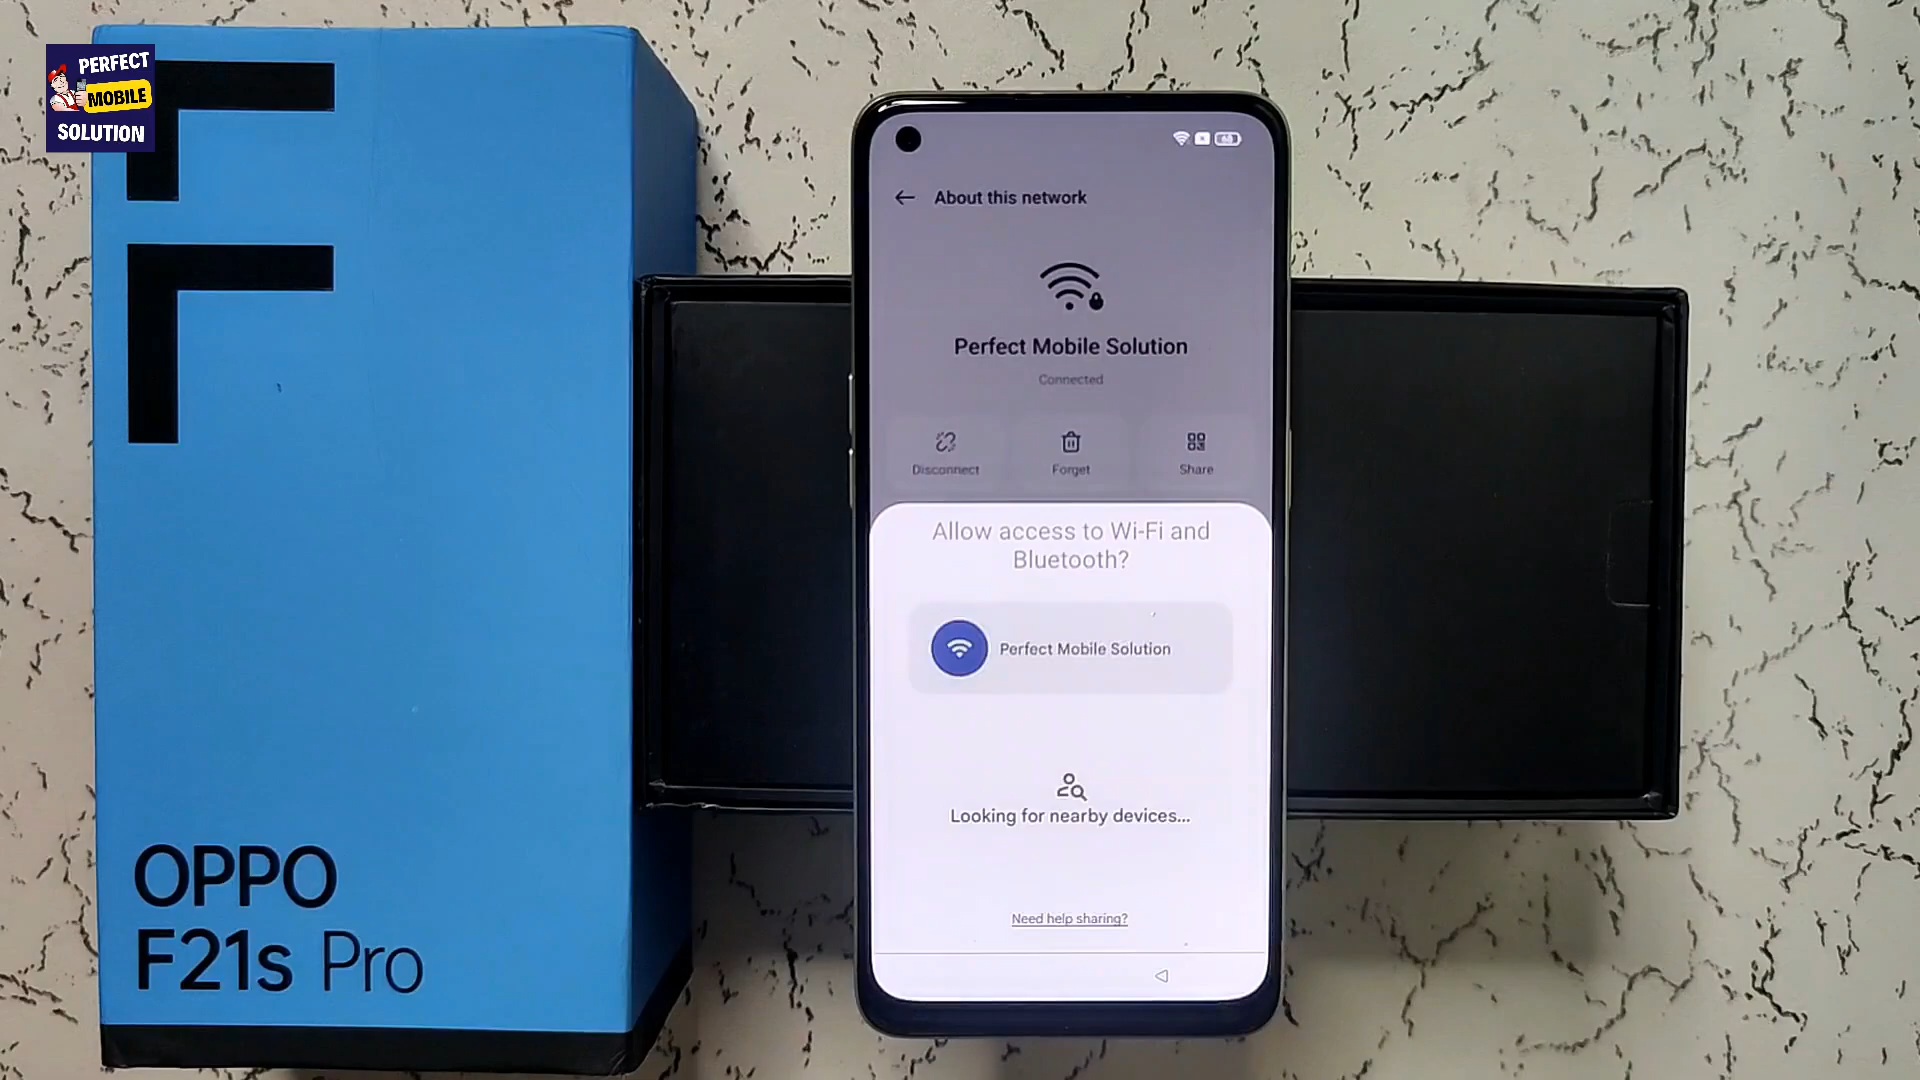 PERFECT
MOBILE
SOLUTION
OPPO
F21s Pro
68
About this network
Perfect Mobile Solution
Connected
Disconnect
Forget
Share
Allow access to Wi-Fi and
Bluetooth?
Perfect Mobile Solution
Looking for nearby devices...
Need help sharing?